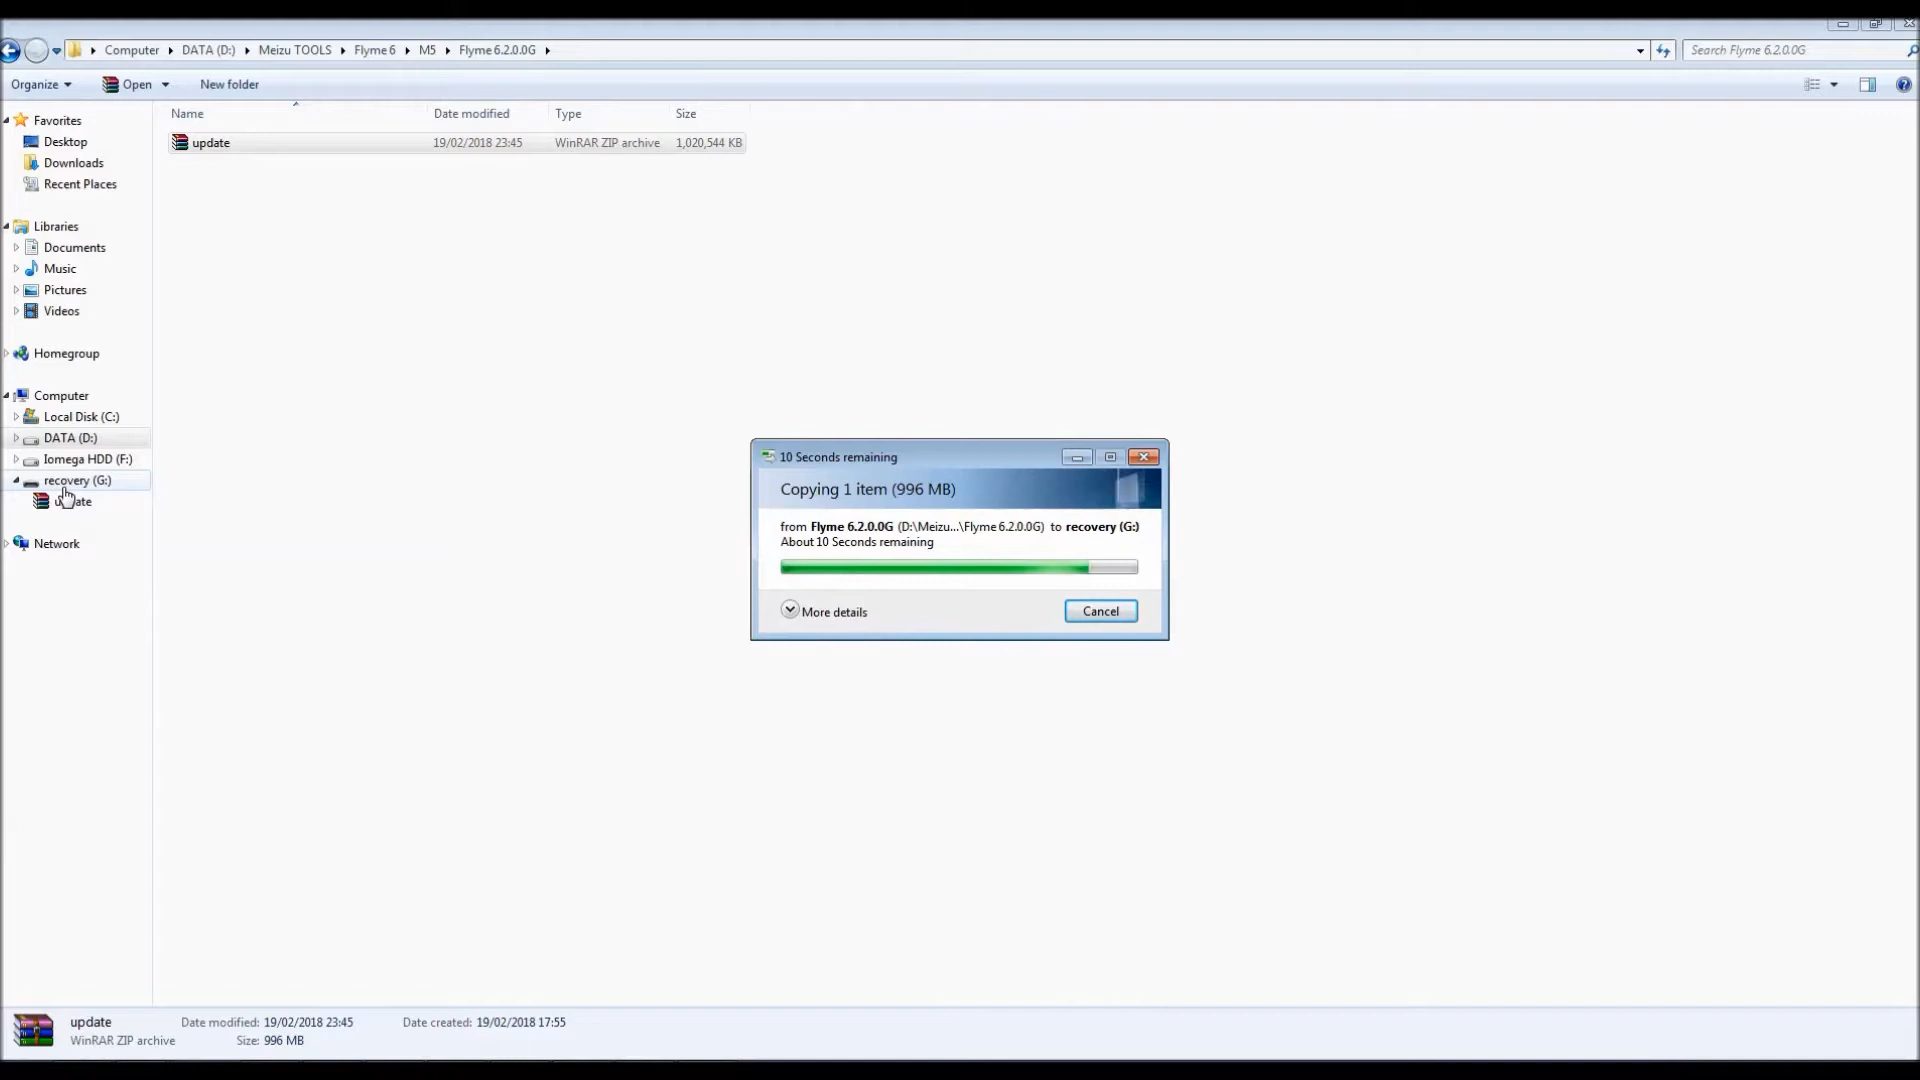 Computer DATA (D:) Meizu TOOLS Flyme 6 M5 Flyme 6.2.0.0G
Search Flyme 6.2.0.0G
Organize Open New folder
Name Date modified Type Size
update 19/02/2018 23:45 WinRAR ZIP archive 1,020,544 KB
Favorites
Desktop
Downloads
Recent Places
Libraries
Documents
Music
Pictures
Videos
Homegroup
Computer
Local Disk (C:)
DATA (D:)
Iomega HDD (F:)
recovery (G:)
update
Network
10 Seconds remaining
Copying 1 item (996 MB)
from Flyme 6.2.0.0G (D:\Meizu...\Flyme 6.2.0.0G) to recovery (G:)
About 10 Seconds remaining
More details
Cancel
update Date modified: 19/02/2018 23:45 Date created: 19/02/2018 17:55
WinRAR ZIP archive Size: 996 MB